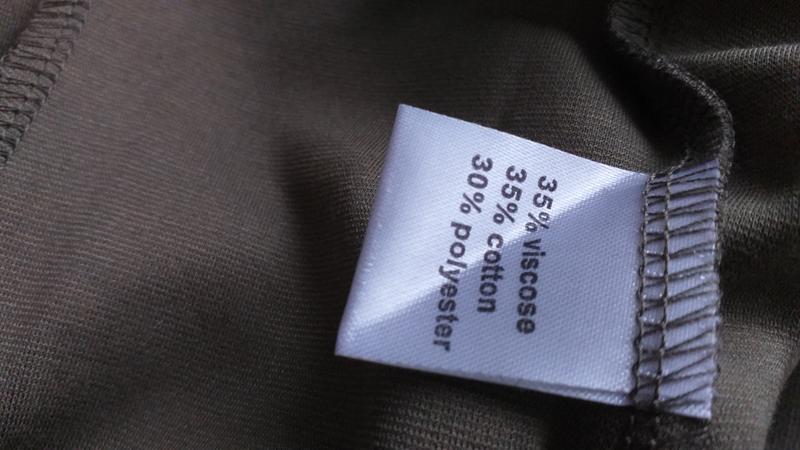 35% viscose
35% cotton
30% polyester